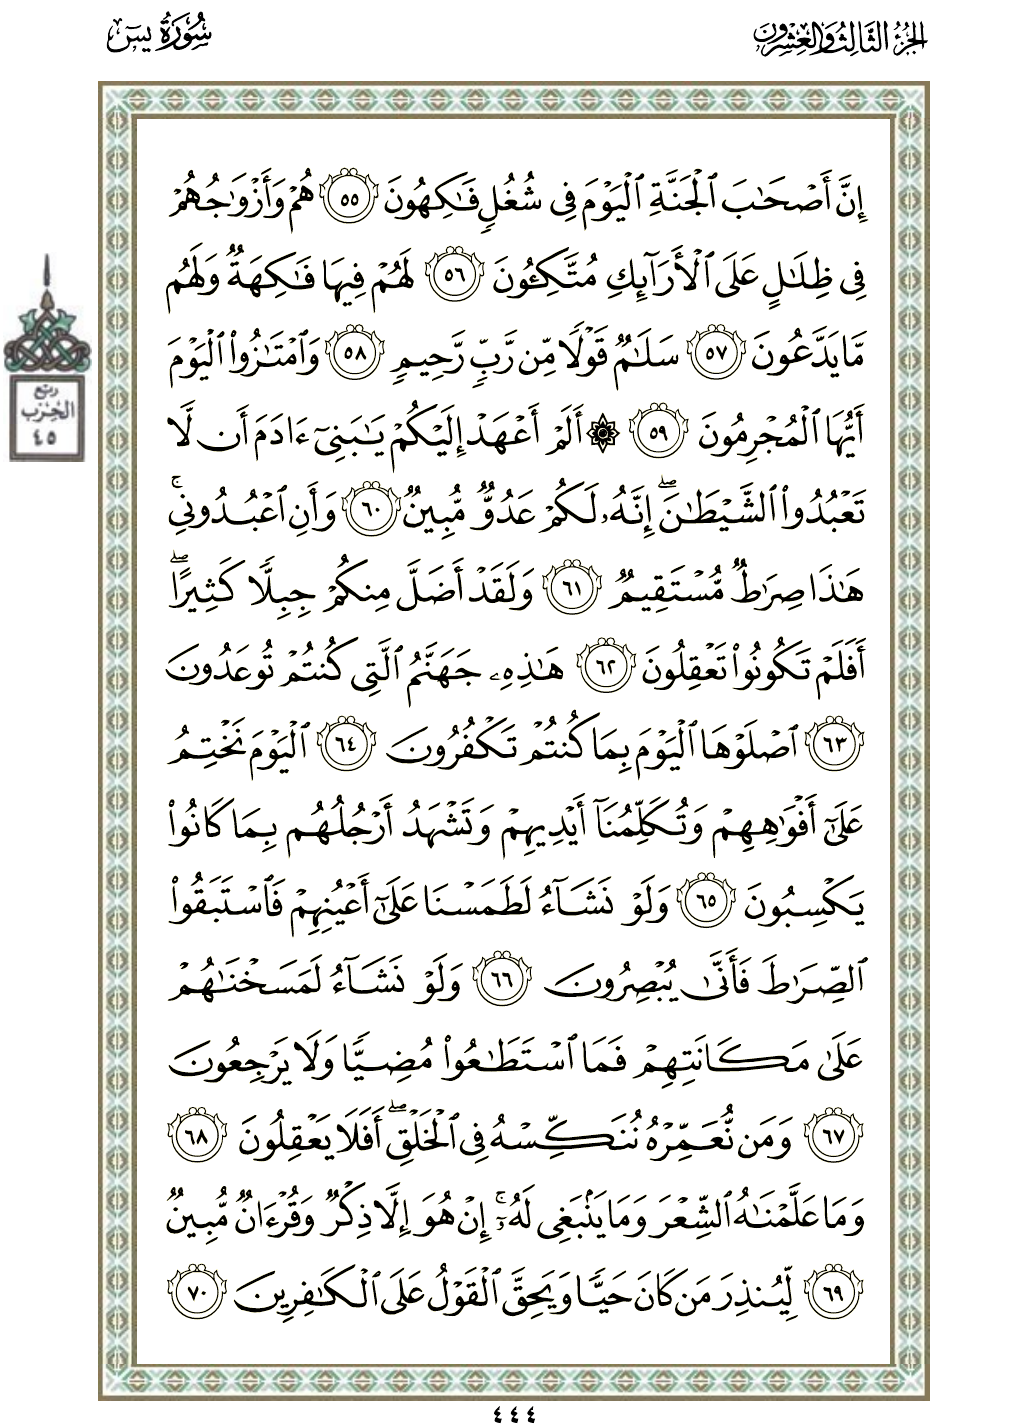 الجزء الثالث والعشرون
سورة يس
إِنَّ أَصْحَٰبَ ٱلْجَنَّةِ ٱلْيَوْمَ فِى شُغُلٍ فَٰكِهُونَ ٥٥ هُمْ وَأَزْوَٰجُهُمْ
فِى ظِلَٰلٍ عَلَى ٱلْأَرَآئِكِ مُتَّكِـُٔونَ ٥٦ لَهُمْ فِيهَا فَٰكِهَةٌ وَلَهُم
مَّا يَدَّعُونَ ٥٧ سَلَٰمٌ قَوْلًا مِّن رَّبٍّ رَّحِيمٍ ٥٨ وَٱمْتَٰزُوا۟ ٱلْيَوْمَ
أَيُّهَا ٱلْمُجْرِمُونَ ٥٩ ۞ أَلَمْ أَعْهَدْ إِلَيْكُمْ يَٰبَنِىٓ ءَادَمَ أَن لَّا
تَعْبُدُوا۟ ٱلشَّيْطَٰنَ ۖ إِنَّهُۥ لَكُمْ عَدُوٌّ مُّبِينٌ ٦٠ وَأَنِ ٱعْبُدُونِى ۚ
هَٰذَا صِرَٰطٌ مُّسْتَقِيمٌ ٦١ وَلَقَدْ أَضَلَّ مِنكُمْ جِبِلًّا كَثِيرًا ۖ
أَفَلَمْ تَكُونُوا۟ تَعْقِلُونَ ٦٢ هَٰذِهِۦ جَهَنَّمُ ٱلَّتِى كُنتُمْ تُوعَدُونَ
٦٣ ٱصْلَوْهَا ٱلْيَوْمَ بِمَا كُنتُمْ تَكْفُرُونَ ٦٤ ٱلْيَوْمَ نَخْتِمُ
عَلَىٰٓ أَفْوَٰهِهِمْ وَتُكَلِّمُنَآ أَيْدِيهِمْ وَتَشْهَدُ أَرْجُلُهُم بِمَا كَانُوا۟
يَكْسِبُونَ ٦٥ وَلَوْ نَشَآءُ لَطَمَسْنَا عَلَىٰٓ أَعْيُنِهِمْ فَٱسْتَبَقُوا۟
ٱلصِّرَٰطَ فَأَنَّىٰ يُبْصِرُونَ ٦٦ وَلَوْ نَشَآءُ لَمَسَخْنَٰهُمْ
عَلَىٰ مَكَانَتِهِمْ فَمَا ٱسْتَطَٰعُوا۟ مُضِيًّا وَلَا يَرْجِعُونَ
٦٧ وَمَن نُّعَمِّرْهُ نُنَكِّسْهُ فِى ٱلْخَلْقِ ۖ أَفَلَا يَعْقِلُونَ ٦٨
وَمَا عَلَّمْنَٰهُ ٱلشِّعْرَ وَمَا يَنۢبَغِى لَهُۥٓ ۚ إِنْ هُوَ إِلَّا ذِكْرٌ وَقُرْءَانٌ مُّبِينٌ
٦٩ لِّيُنذِرَ مَن كَانَ حَيًّا وَيَحِقَّ ٱلْقَوْلُ عَلَى ٱلْكَٰفِرِينَ ٧٠
ربع
الحزب
٤٥
٤٤٤